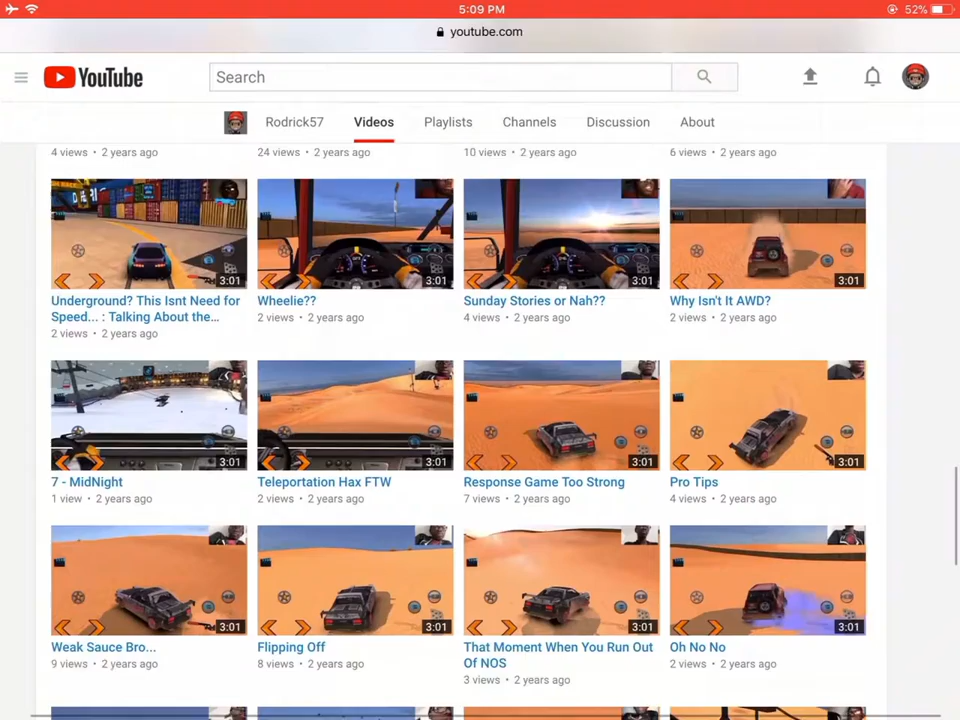 5:09 PM
52%
youtube.com
YouTube
Search
Rodrick57 Videos Playlists Channels Discussion About
4 views • 2 years ago
24 views • 2 years ago
10 views • 2 years ago
6 views • 2 years ago
3:01
3:01
3:01
3:01
Underground? This Isnt Need for
Speed... : Talking About the...
2 views • 2 years ago
Wheelie??
2 views • 2 years ago
Sunday Stories or Nah??
4 views • 2 years ago
Why Isn't It AWD?
2 views • 2 years ago
3:01
3:01
3:01
3:01
7 - MidNight
1 view • 2 years ago
Teleportation Hax FTW
2 views • 2 years ago
Response Game Too Strong
7 views • 2 years ago
Pro Tips
4 views • 2 years ago
3:01
3:01
3:01
3:01
Weak Sauce Bro...
9 views • 2 years ago
Flipping Off
8 views • 2 years ago
That Moment When You Run Out
Of NOS
3 views • 2 years ago
Oh No No
2 views • 2 years ago